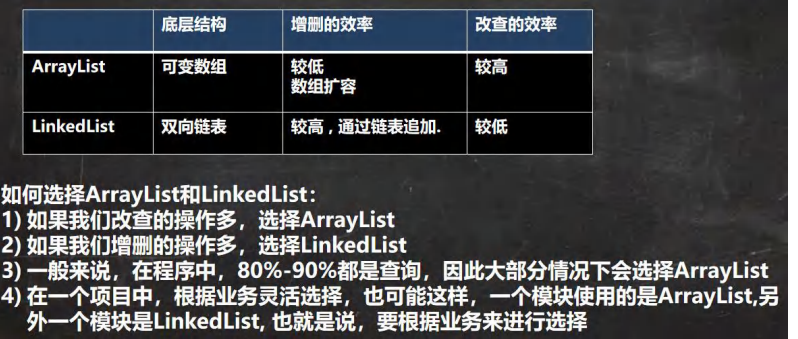 底层结构 增删的效率 改查的效率
ArrayList 可变数组 较低 较高
数组扩容
LinkedList 双向链表 较高，通过链表追加. 较低
如何选择ArrayList和LinkedList：
1) 如果我们改查的操作多，选择ArrayList
2) 如果我们增删的操作多，选择LinkedList
3) 一般来说，在程序中，80%-90%都是查询，因此大部分情况下会选择ArrayList
4) 在一个项目中，根据业务灵活选择，也可能这样，一个模块使用的是ArrayList,另
外一个模块是LinkedList, 也就是说，要根据业务来进行选择